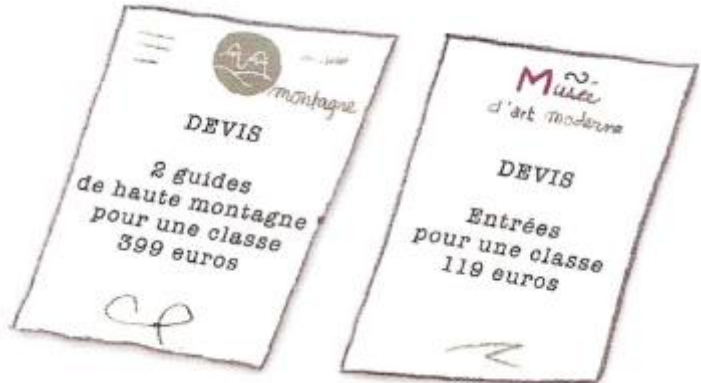 montagne
DEVIS
2 guides
de haute montagne
pour une classe
399 euros
Musée
d'art moderne
DEVIS
Entrées
pour une classe
119 euros